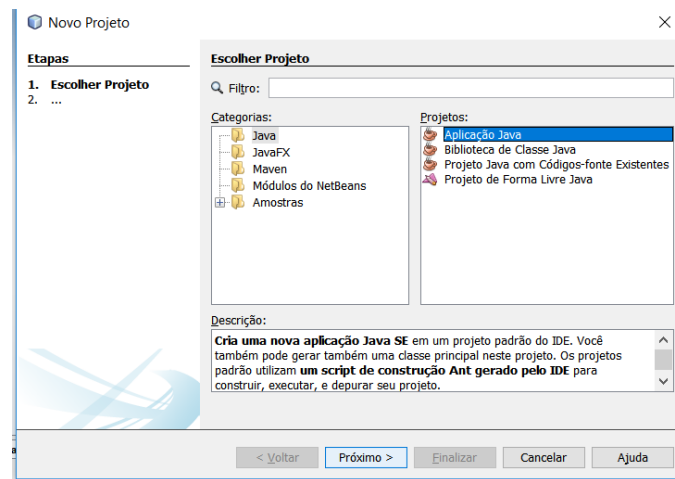 Novo Projeto
Etapas
1. Escolher Projeto
2. ...
Escolher Projeto
Filtro:
Categorias:
Java
JavaFX
Maven
Módulos do NetBeans
Amostras
Projetos:
Aplicação Java
Biblioteca de Classe Java
Projeto Java com Códigos-fonte Existentes
Projeto de Forma Livre Java
Descrição:
Cria uma nova aplicação Java SE em um projeto padrão do IDE. Você
também pode gerar também uma classe principal neste projeto. Os projetos
padrão utilizam um script de construção Ant gerado pelo IDE para
construir, executar, e depurar seu projeto.
< Voltar
Próximo >
Finalizar
Cancelar
Ajuda